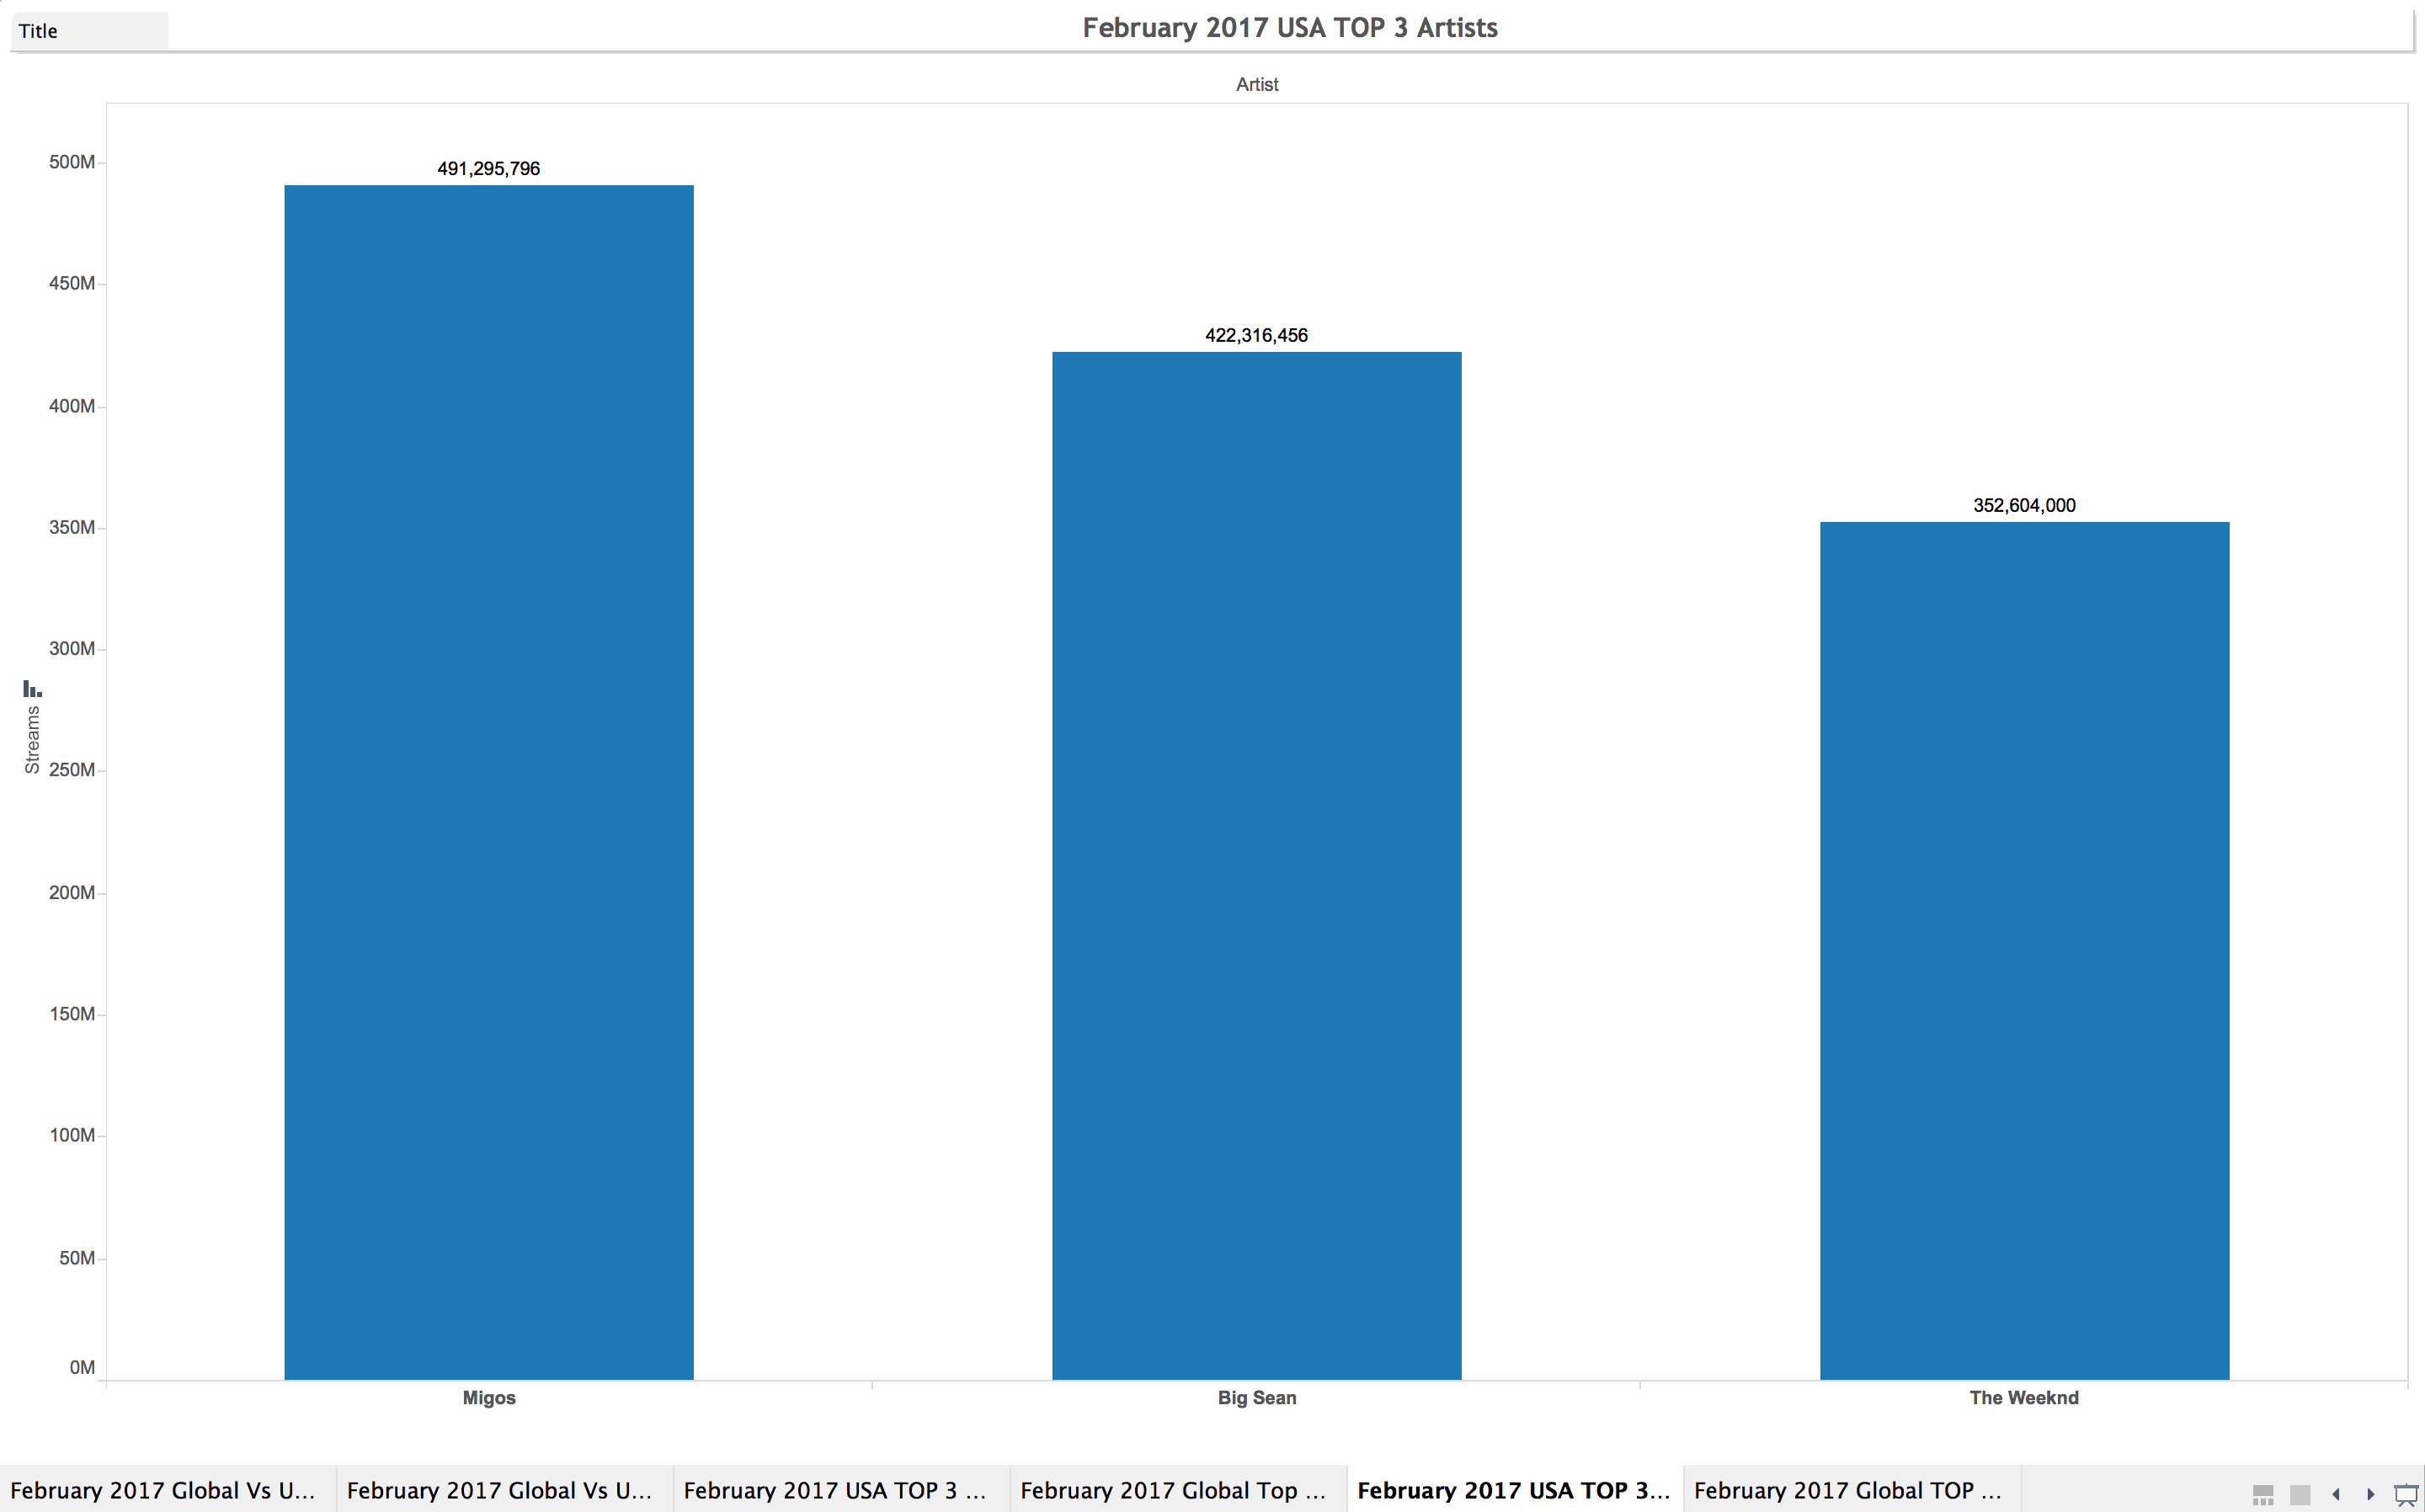 Title
February 2017 USA TOP 3 Artists
Artist
500M
450M
400M
350M
300M
250M
200M
150M
100M
50M
0M
Streams
491,295,796
422,316,456
352,604,000
Migos
Big Sean
The Weeknd
February 2017 Global Vs U...
February 2017 Global Vs U...
February 2017 USA TOP 3 ...
February 2017 Global Top ...
February 2017 USA TOP 3...
February 2017 Global TOP ...